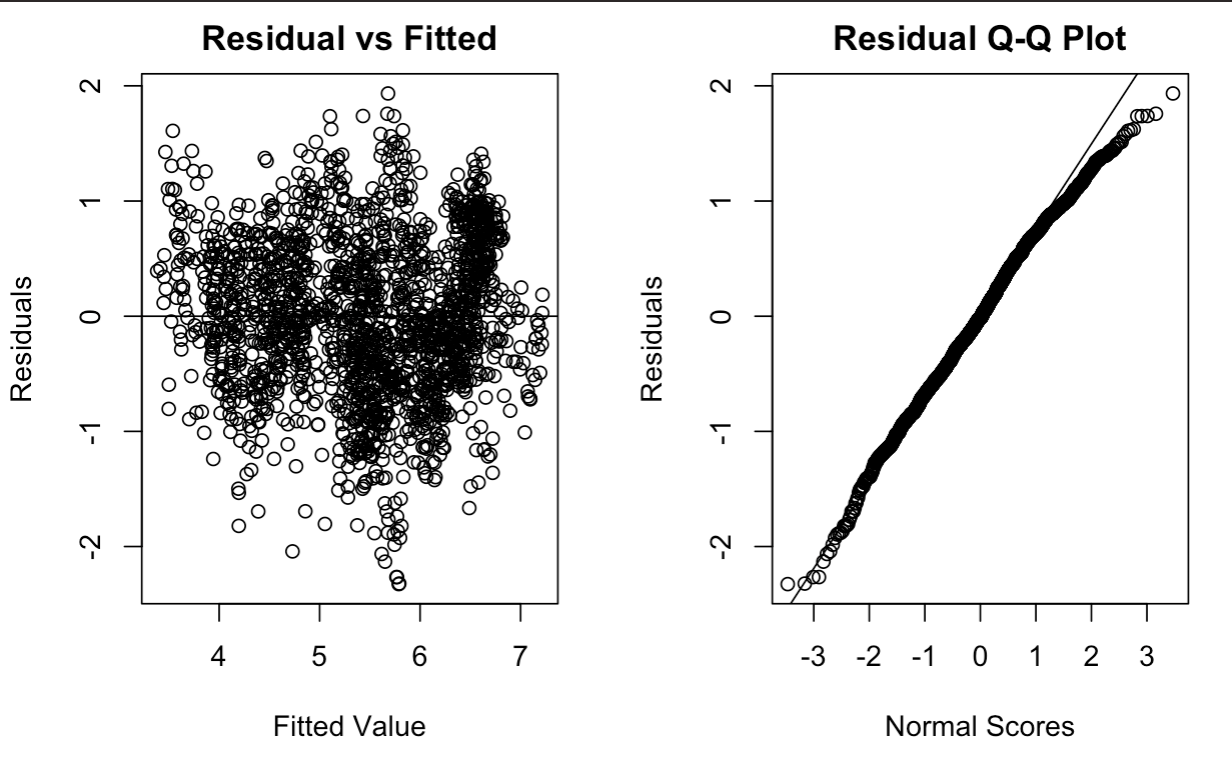 Residual vs Fitted
Residuals
2
1
0
-1
-2
4 5 6 7
Fitted Value
Residual Q-Q Plot
Residuals
2
1
0
-1
-2
-3 -2 -1 0 1 2 3
Normal Scores